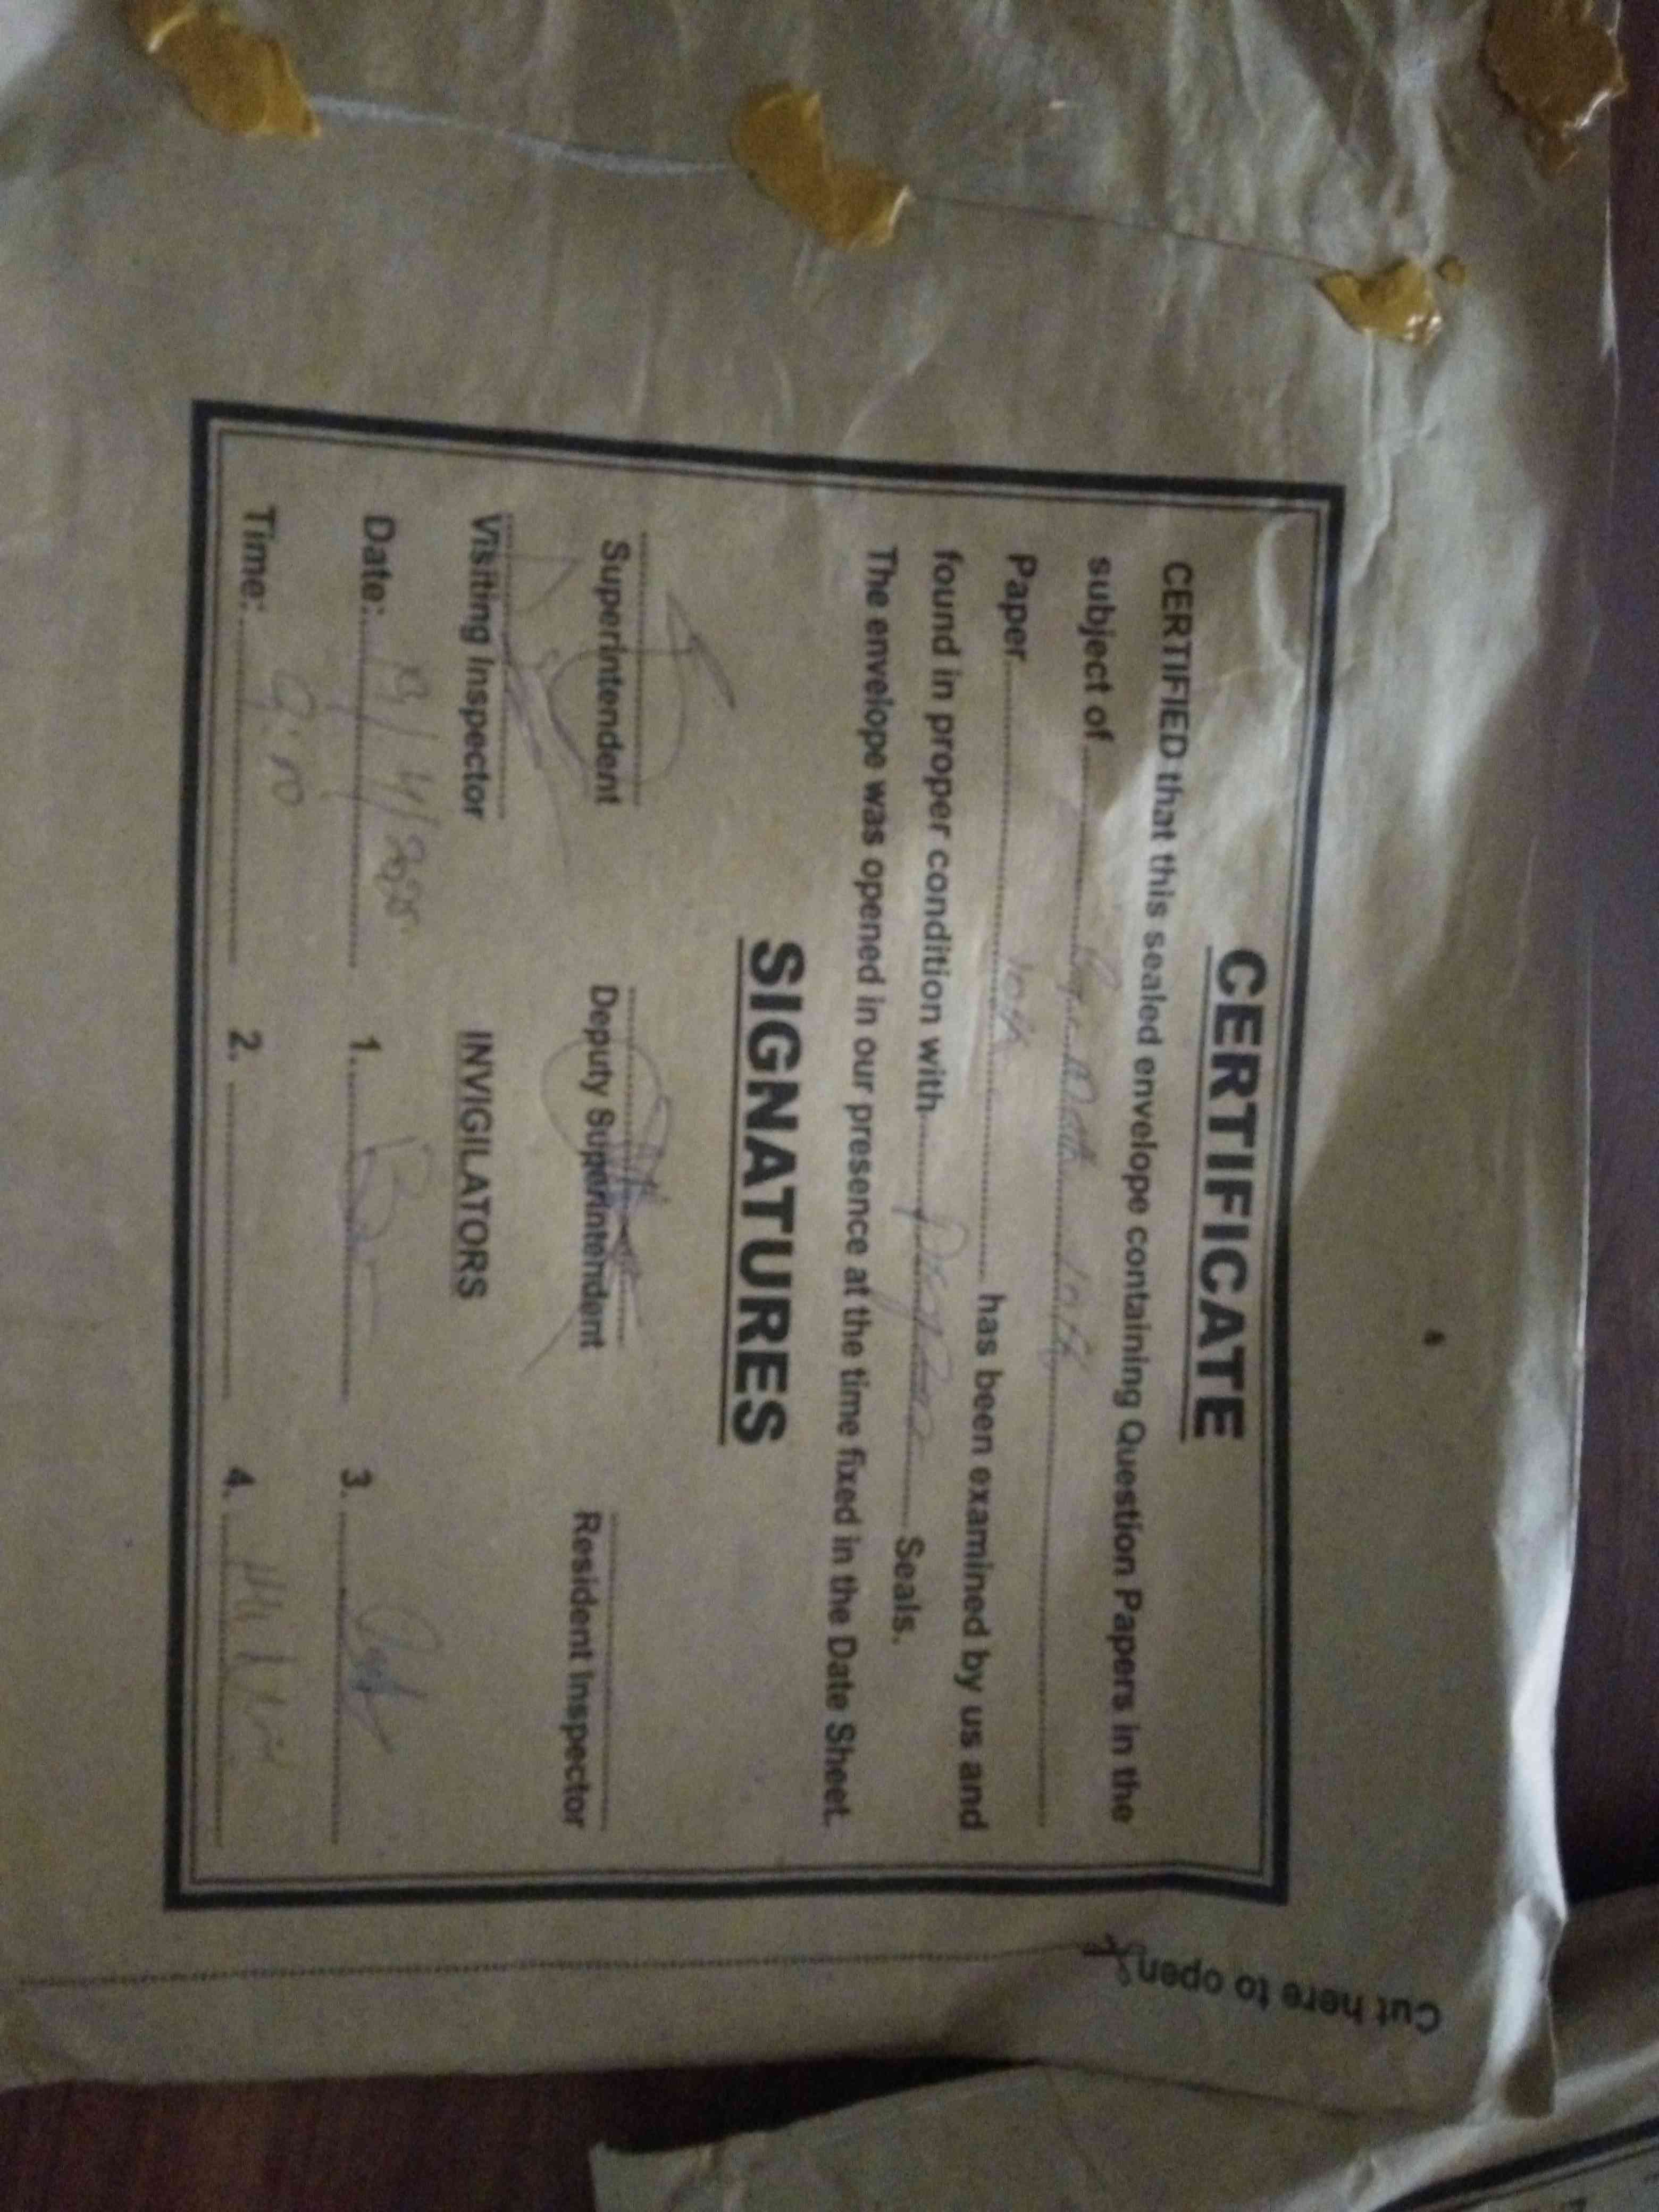 CERTIFICATE
CERTIFIED that this sealed envelope containing Question Papers in the
subject of
Paper 10th has been examined by us and
found in proper condition with Seals.
The envelope was opened in our presence at the time fixed in the Date Sheet.
SIGNATURES
Superintendent Deputy Superintendent Resident Inspector
Visiting Inspector INVIGILATORS
Date: 1. 3.
Time: 2. 4.
Cut here to open